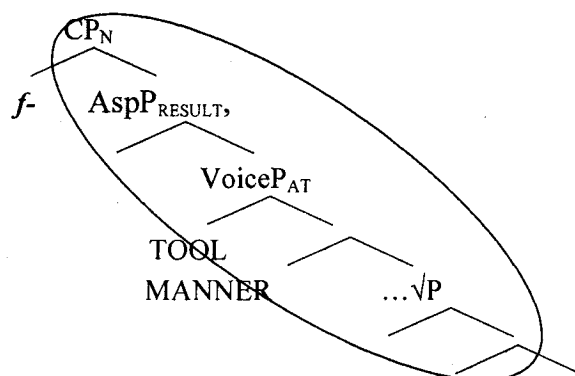 CP_N
f- AspP_RESULT,
VoiceP_AT
TOOL
MANNER ...√P